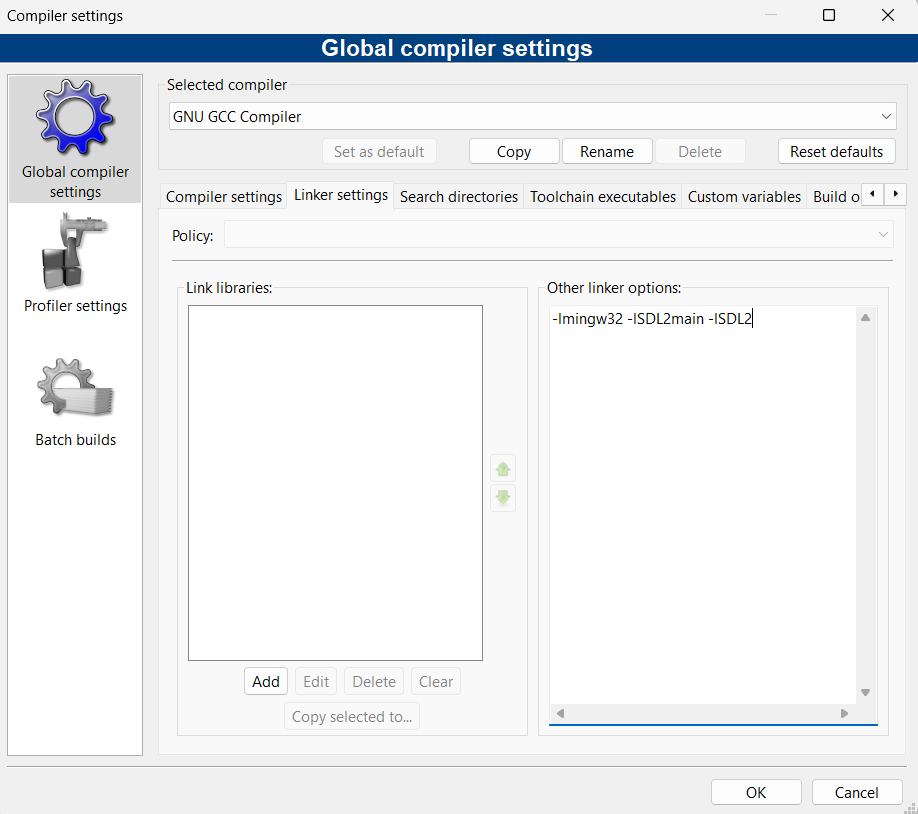 Compiler settings
Global compiler settings
Global compiler
settings
Profiler settings
Batch builds
Selected compiler
GNU GCC Compiler
Set as default Copy Rename Delete Reset defaults
Compiler settings Linker settings Search directories Toolchain executables Custom variables Build o
Policy:
Link libraries:
Add Edit Delete Clear
Copy selected to...
Other linker options:
-lmingw32 -lSDL2main -lSDL2
OK Cancel